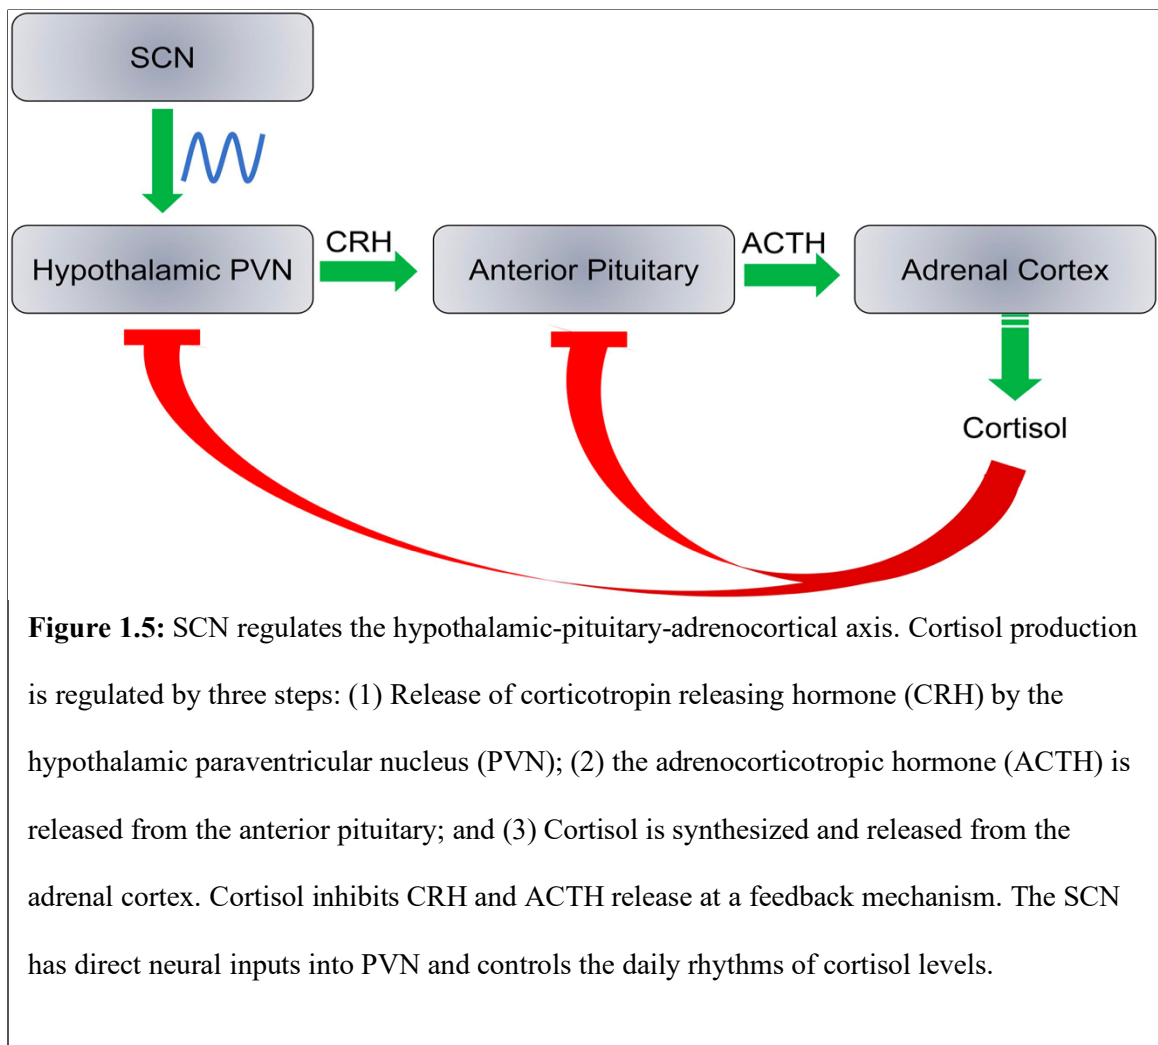 SCN
CRH
ACTH
Hypothalamic PVN
Anterior Pituitary
Adrenal Cortex
Cortisol
Figure 1.5: SCN regulates the hypothalamic-pituitary-adrenocortical axis. Cortisol production
is regulated by three steps: (1) Release of corticotropin releasing hormone (CRH) by the
hypothalamic paraventricular nucleus (PVN); (2) the adrenocorticotropic hormone (ACTH) is
released from the anterior pituitary; and (3) Cortisol is synthesized and released from the
adrenal cortex. Cortisol inhibits CRH and ACTH release at a feedback mechanism. The SCN
has direct neural inputs into PVN and controls the daily rhythms of cortisol levels.